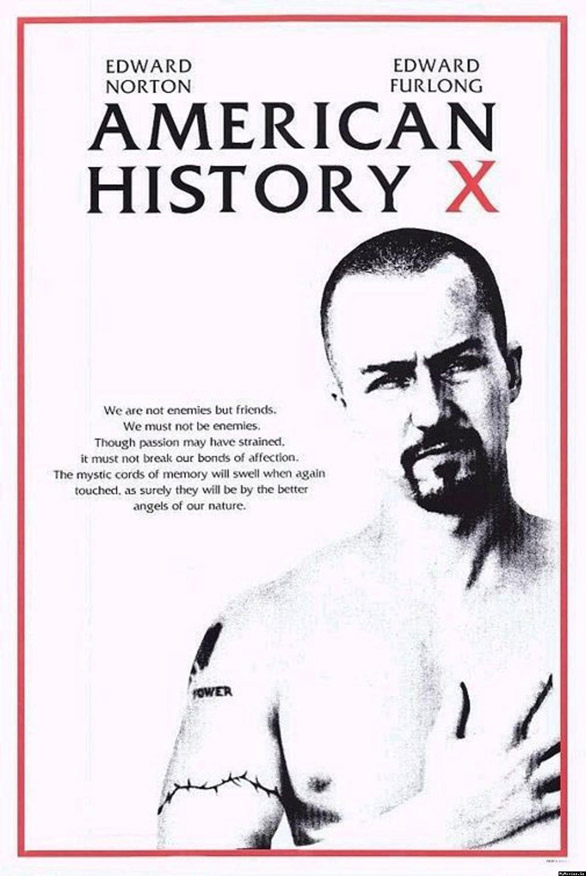 EDWARD NORTON
EDWARD FURLONG
AMERICAN
HISTORY X
We are not enemies but friends.
We must not be enemies.
Though passion may have strained,
it must not break our bonds of affection.
The mystic cords of memory will swell when again
touched, as surely they will be by the better
angels of our nature.
POWER